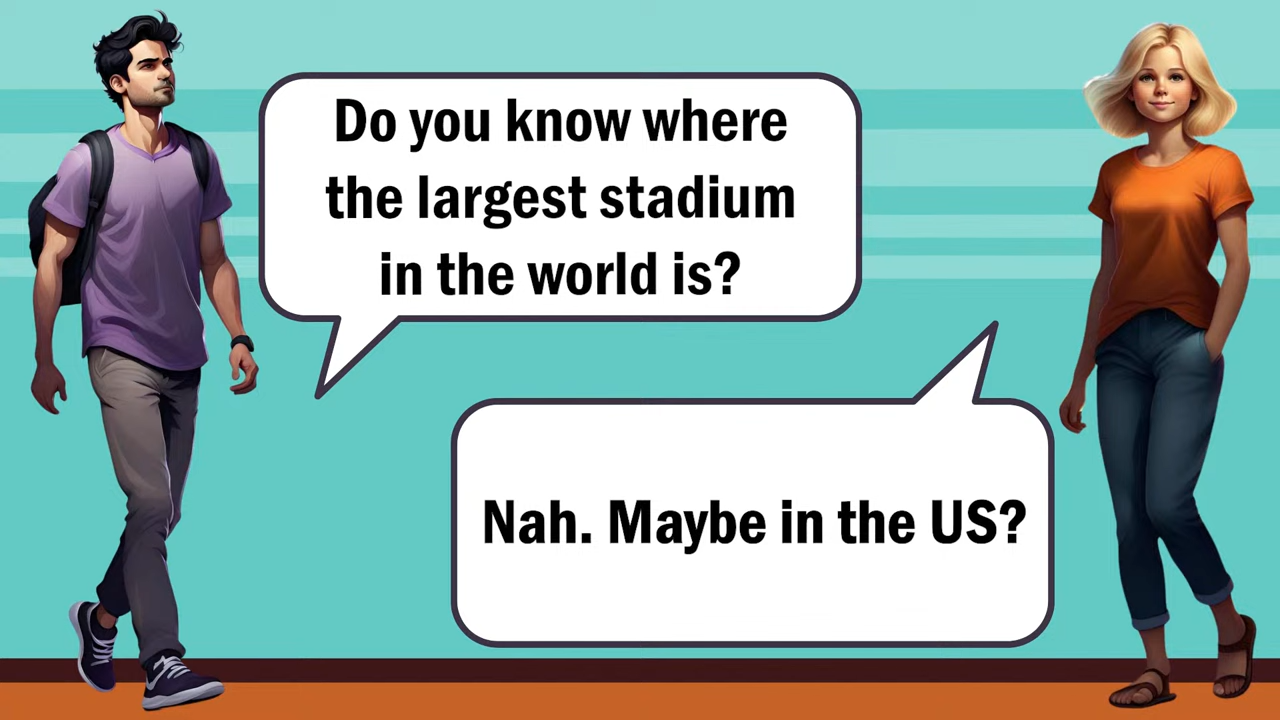 Do you know where
the largest stadium
in the world is?
Nah. Maybe in the US?